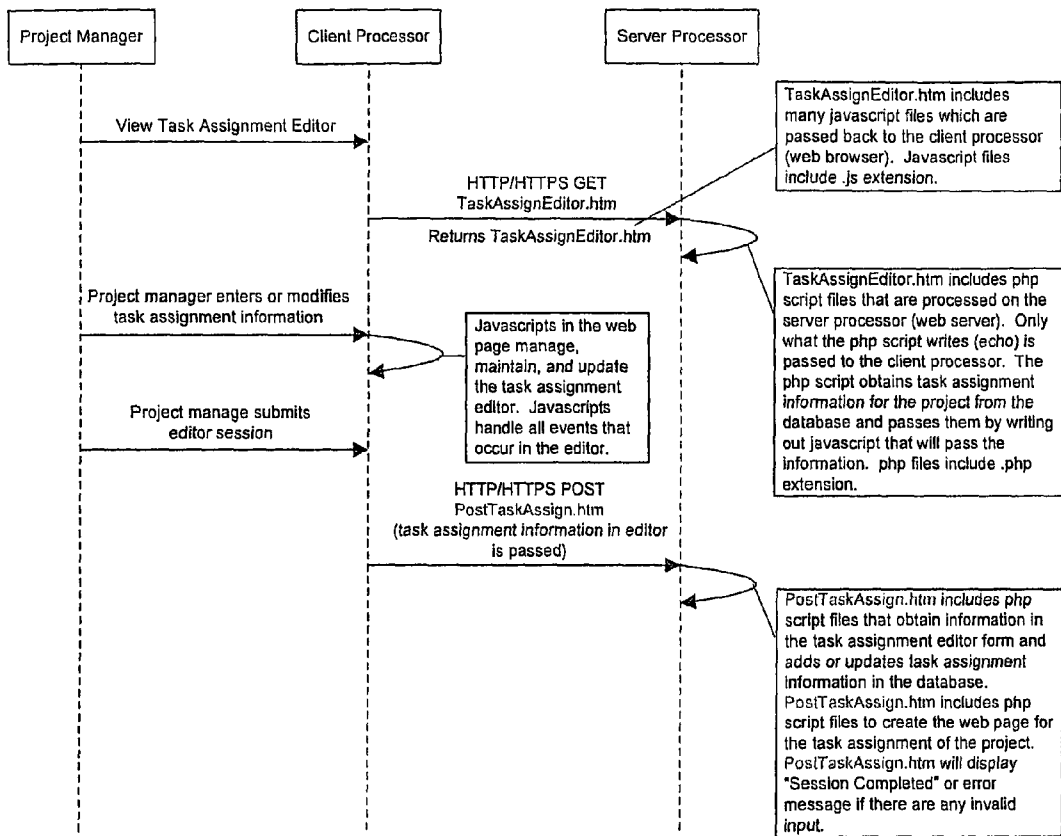 Project Manager
Client Processor
Server Processor
View Task Assignment Editor
TaskAssignEditor.htm includes
many javascript files which are
passed back to the client processor
(web browser). Javascript files
include .js extension.
HTTP/HTTPS GET
TaskAssignEditor.htm
Returns TaskAssignEditor.htm
TaskAssignEditor.htm includes php
script files that are processed on the
server processor (web server). Only
what the php script writes (echo) is
passed to the client processor. The
php script obtains task assignment
information for the project from the
database and passes them by writing
out javascript that will pass the
information. php files include .php
extension.
Project manager enters or modifies
task assignment information
Javascripts in the web
page manage,
maintain, and update
the task assignment
editor. Javascripts
handle all events that
occur in the editor.
Project manage submits
editor session
HTTP/HTTPS POST
PostTaskAssign.htm
(task assignment information in editor
is passed)
PostTaskAssign.htm includes php
script files that obtain information in
the task assignment editor form and
adds or updates task assignment
information in the database.
PostTaskAssign.htm includes php
script files to create the web page for
the task assignment of the project.
PostTaskAssign.htm will display
"Session Completed" or error
message if there are any invalid
input.